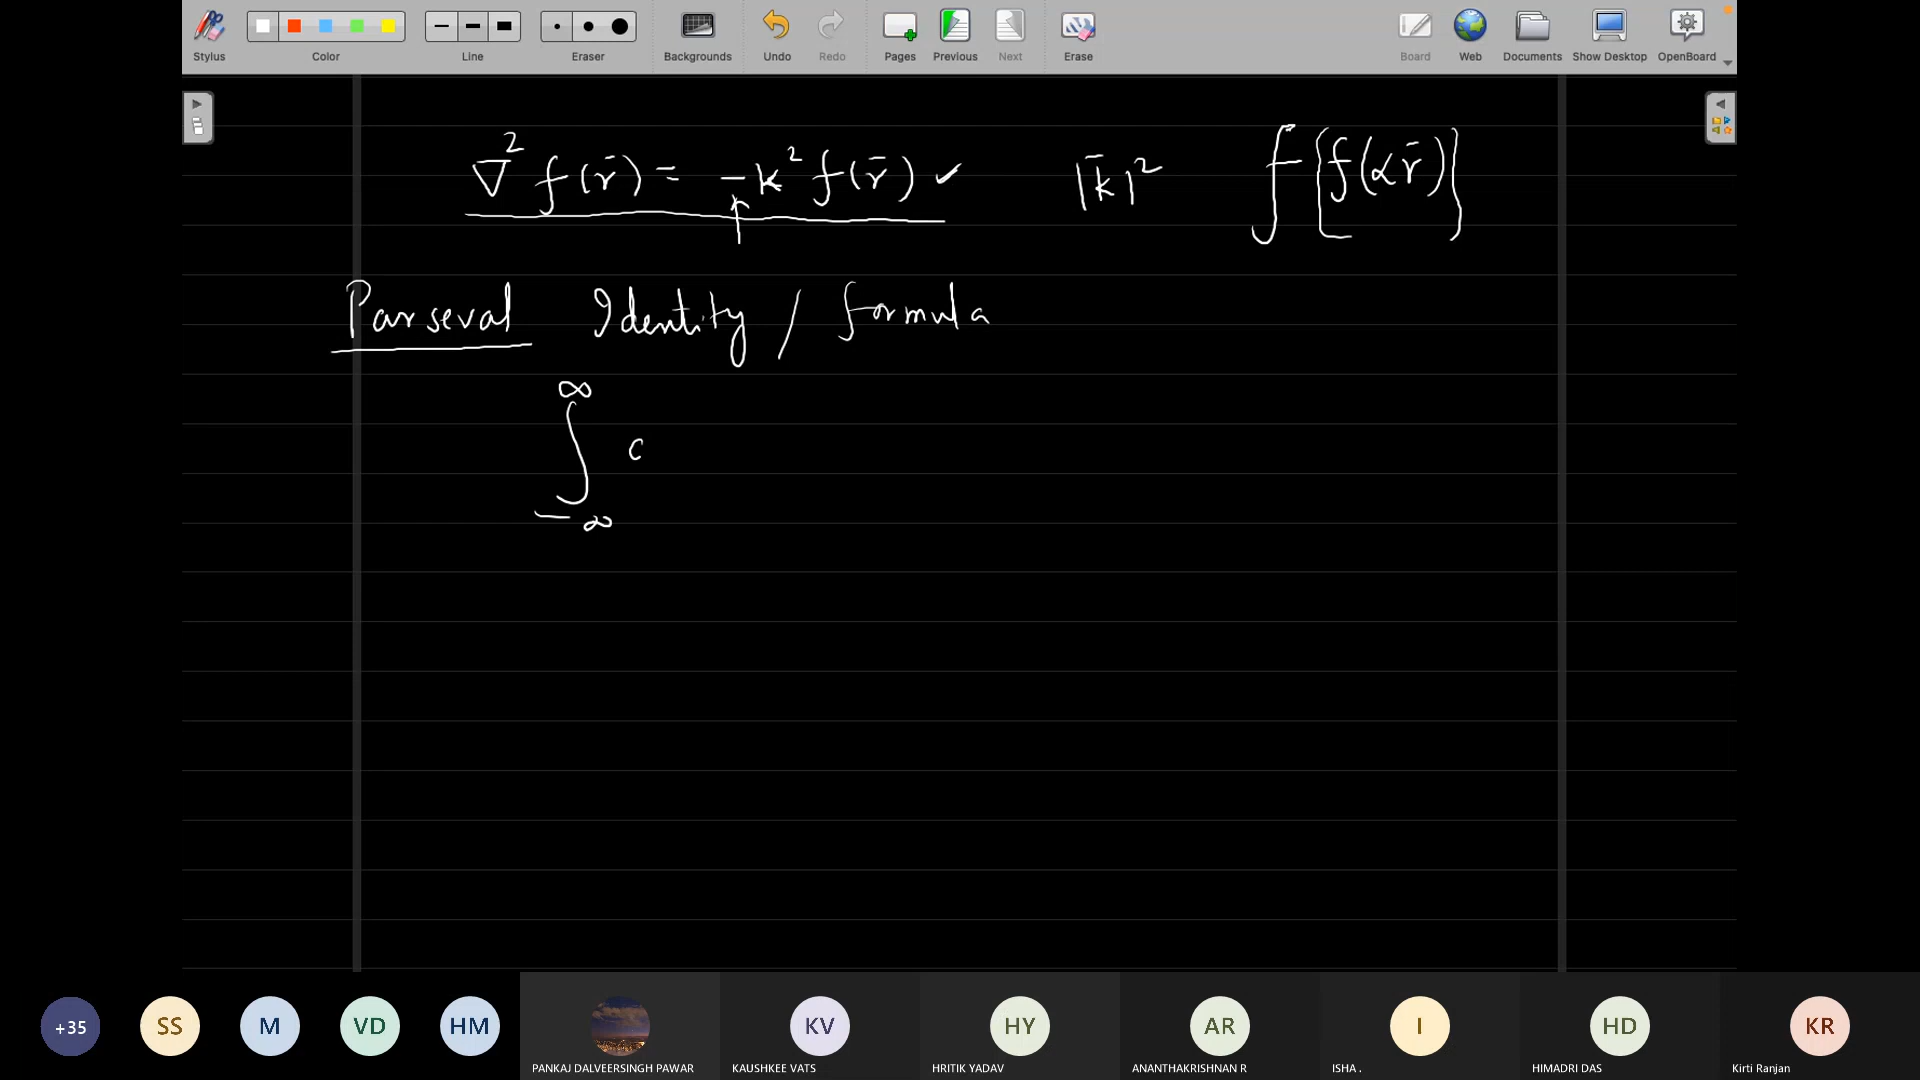 Stylus Color Line Eraser Backgrounds Undo Redo Pages Previous Next Erase Board Web Documents Show Desktop OpenBoard
∇² f(r̄) = -k² f(r̄) ✓ |k̄|² F{f(αr̄)}
Parseval Identity / formula
∞
∫ c
-∞
+35 SS M VD HM KV HY AR I HD KR
PANKAJ DALVEERSINGH PAWAR KAUSHKEE VATS HRITIK YADAV ANANTHAKRISHNAN R ISHA . HIMADRI DAS Kirti Ranjan